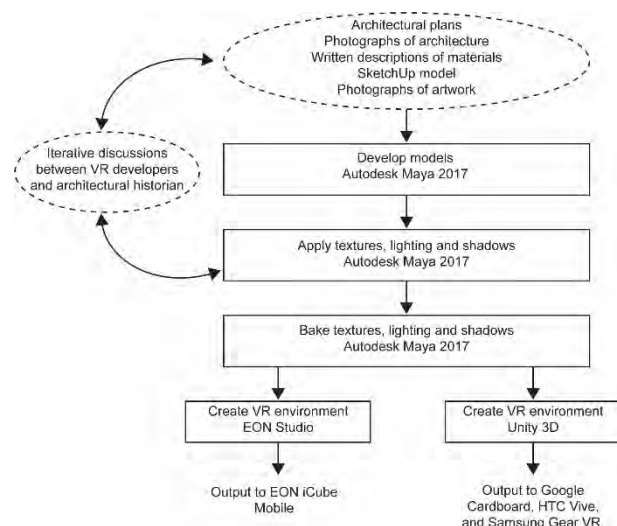 Architectural plans
Photographs of architecture
Written descriptions of materials
SketchUp model
Photographs of artwork
Iterative discussions
between VR developers
and architectural historian
Develop models
Autodesk Maya 2017
Apply textures, lighting and shadows
Autodesk Maya 2017
Bake textures, lighting and shadows
Autodesk Maya 2017
Create VR environment
EON Studio
Create VR environment
Unity 3D
Output to EON iCube
Mobile
Output to Google
Cardboard, HTC Vive,
and Samsung Gear VR.